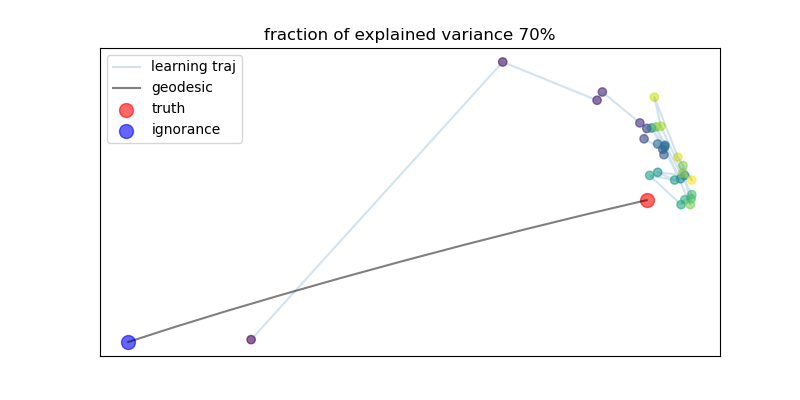 fraction of explained variance 70%
learning traj
geodesic
truth
ignorance